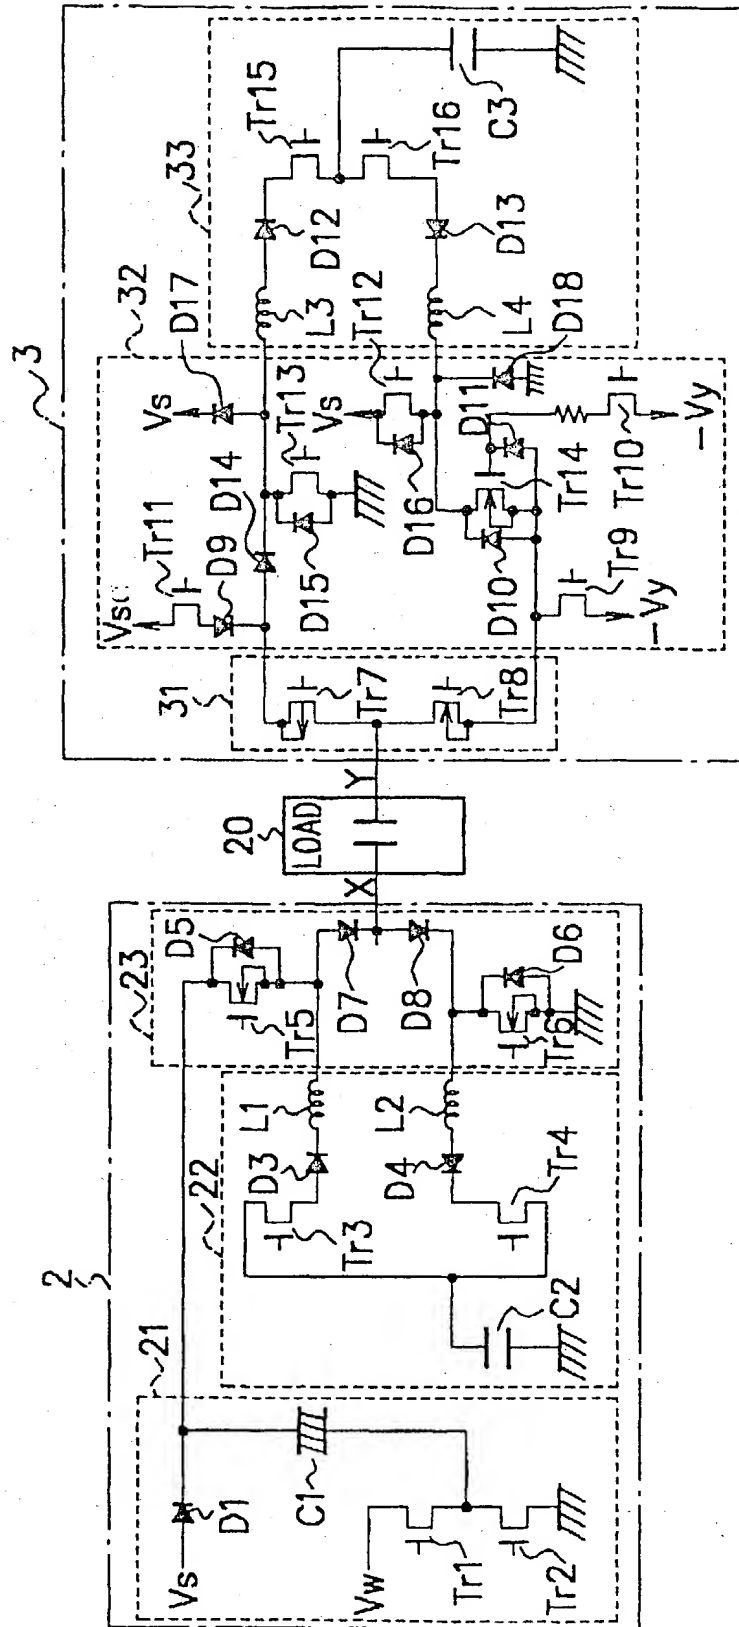 2
21
Vs
D1
C1
Vw
Tr1
Tr2
22
D3
L1
Tr3
D4
L2
Tr4
C2
23
D5
Tr5
D7
D8
D6
Tr6
X
20
LOAD
Y
3
31
Tr7
Tr8
32
Tr11
D9
D14
Vs
D17
Tr13
D15
Vs
Tr12
D16
D11
D18
D10
Tr14
Tr9
-Vy
Tr10
-Vy
33
L3
D12
Tr15
L4
D13
Tr16
C3